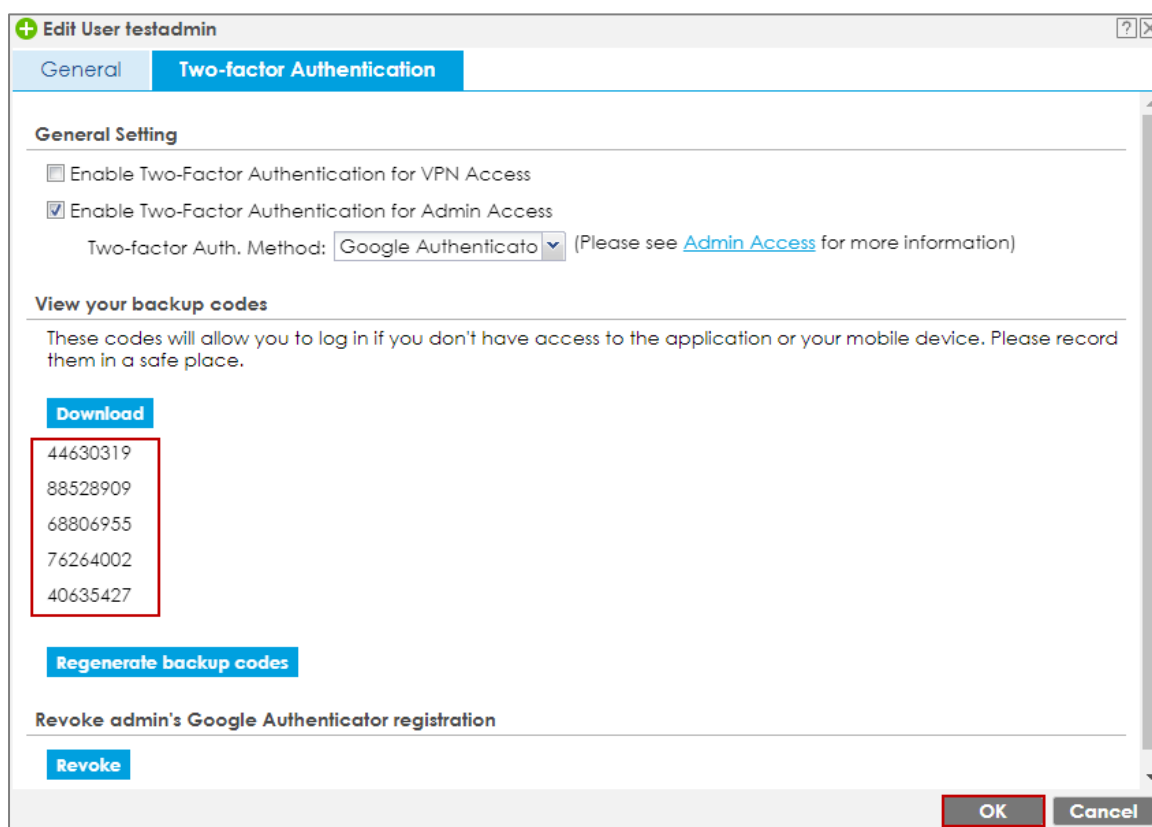 Edit User testadmin
General
Two-factor Authentication
General Setting
Enable Two-Factor Authentication for VPN Access
Enable Two-Factor Authentication for Admin Access
Two-factor Auth. Method: Google Authenticato (Please see Admin Access for more information)
View your backup codes
These codes will allow you to log in if you don't have access to the application or your mobile device. Please record
them in a safe place.
Download
44630319
88528909
68806955
76264002
40635427
Regenerate backup codes
Revoke admin's Google Authenticator registration
Revoke
OK Cancel